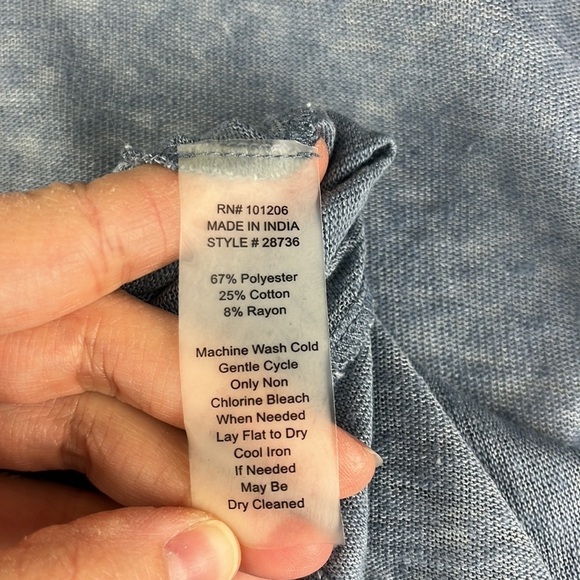 RN# 101206
MADE IN INDIA
STYLE # 28736
67% Polyester
25% Cotton
8% Rayon
Machine Wash Cold
Gentle Cycle
Only Non
Chlorine Bleach
When Needed
Lay Flat to Dry
Cool Iron
If Needed
May Be
Dry Cleaned